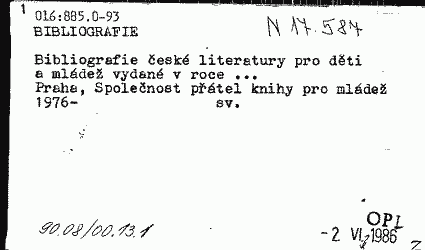 1
016:885.0-93
BIBLIOGRAFIE
N 17.587
Bibliografie české literatury pro děti
a mládež vydané v roce ...
Praha, Společnost přátel knihy pro mládež
1976- sv.
90.08/00.13.1
OPL
-2 VI. 1986